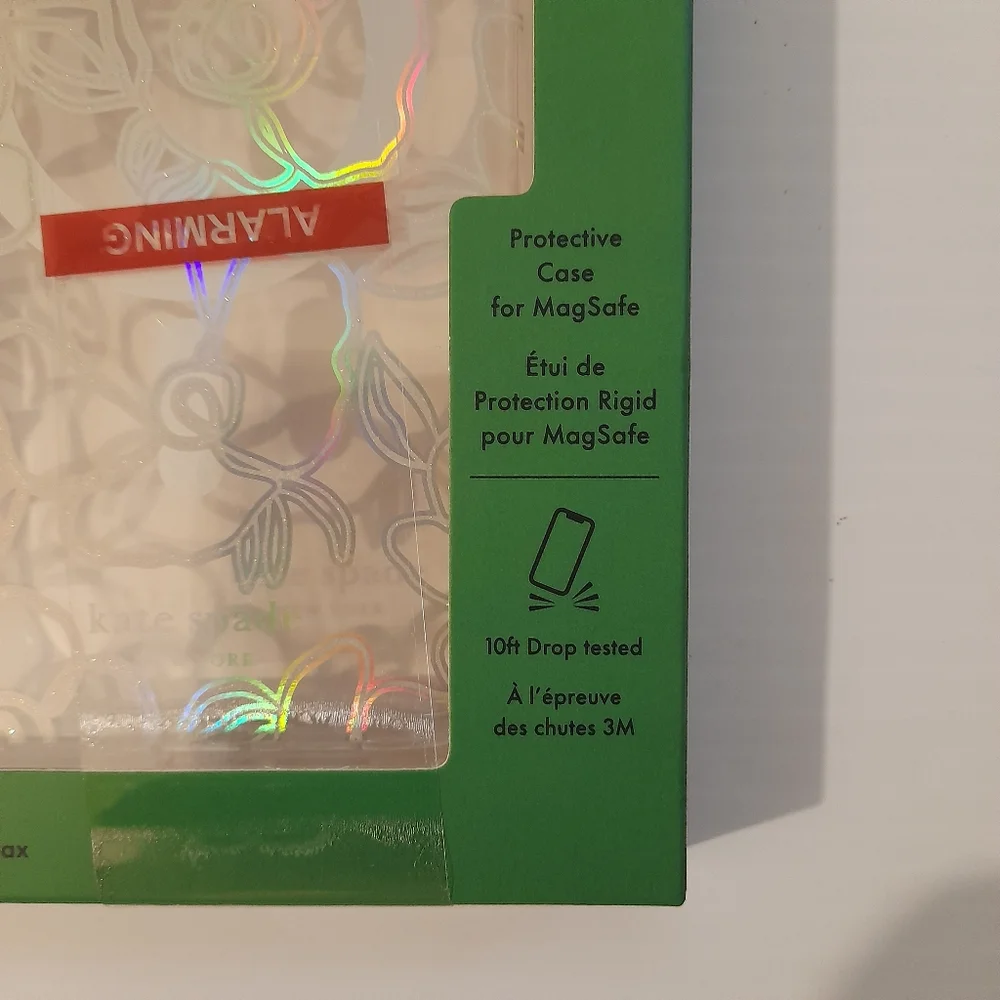 ALARMING
Protective
Case
for MagSafe
Étui de
Protection Rigid
pour MagSafe
10ft Drop tested
À l'épreuve
des chutes 3M
kate spade
ax